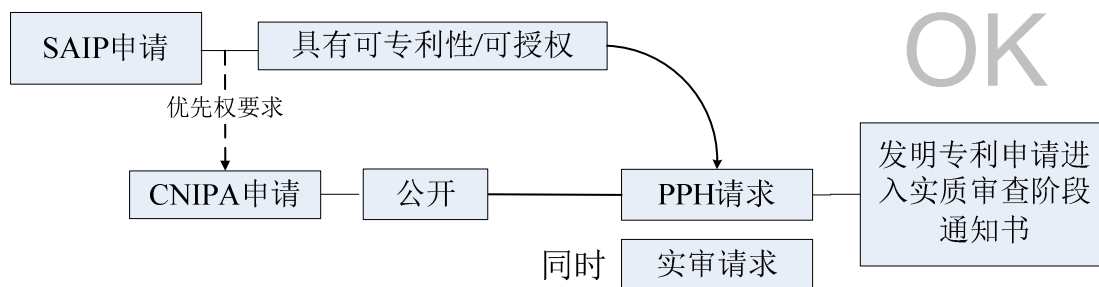 SAIP申请
具有可专利性/可授权
OK
优先权要求
CNIPA申请
公开
PPH请求
发明专利申请进
入实质审查阶段
通知书
同时
实审请求